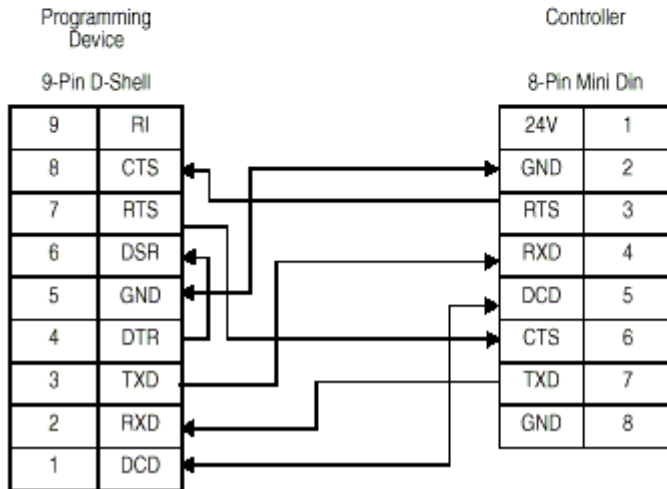 Programming Device
Controller
9-Pin D-Shell
8-Pin Mini Din
9 RI
8 CTS
7 RTS
6 DSR
5 GND
4 DTR
3 TXD
2 RXD
1 DCD
24V 1
GND 2
RTS 3
RXD 4
DCD 5
CTS 6
TXD 7
GND 8